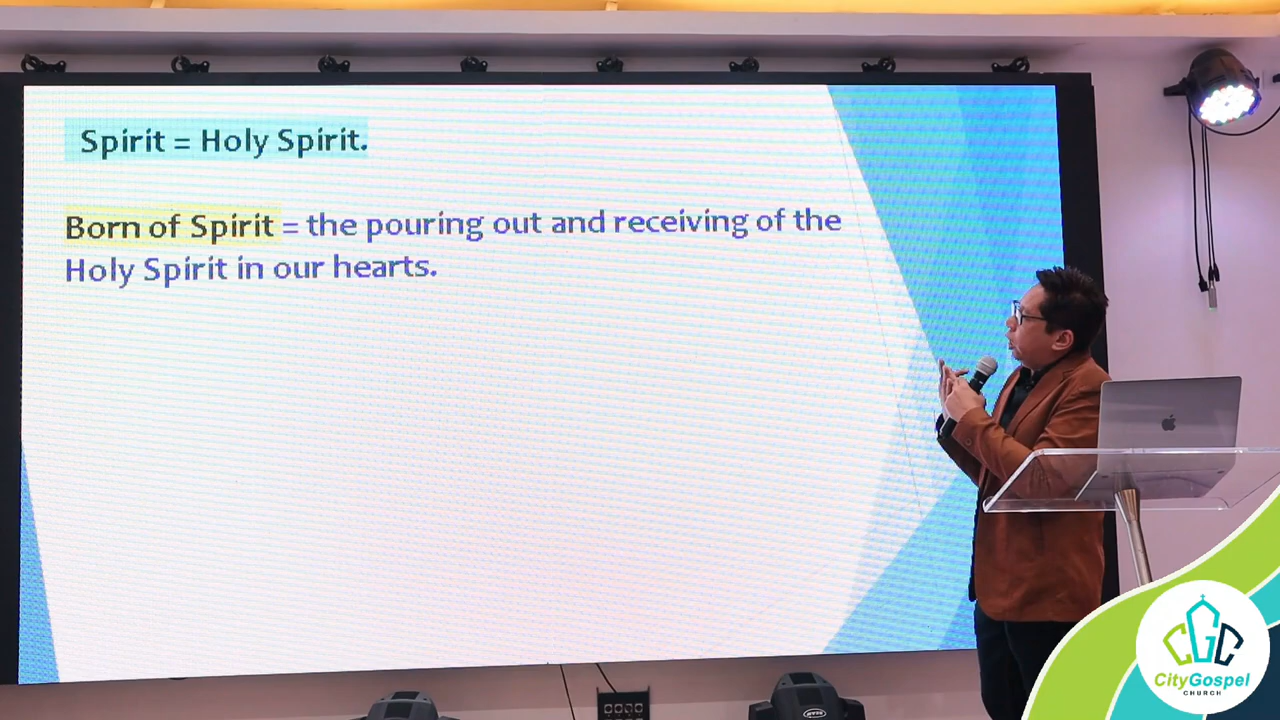 Spirit = Holy Spirit.
Born of Spirit = the pouring out and receiving of the
Holy Spirit in our hearts.
CGC
CityGospel
CHURCH